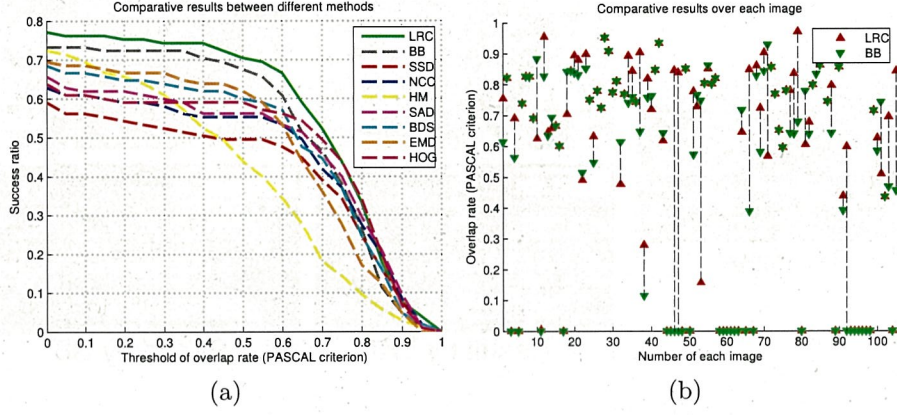 Comparative results between different methods
0.8
0.7
0.6
0.5
0.4
0.3
0.2
0.1
0
Success ratio
0 0.1 0.2 0.3 0.4 0.5 0.6 0.7 0.8 0.9 1
Threshold of overlap rate (PASCAL criterion)
LRC
BB
SSD
NCC
HM
SAD
BDS
EMD
HOG
(a)
Comparative results over each image
1
0.9
0.8
0.7
0.6
0.5
0.4
0.3
0.2
0.1
0
Overlap rate (PASCAL criterion)
10 20 30 40 50 60 70 80 90 100
Number of each image
LRC
BB
(b)